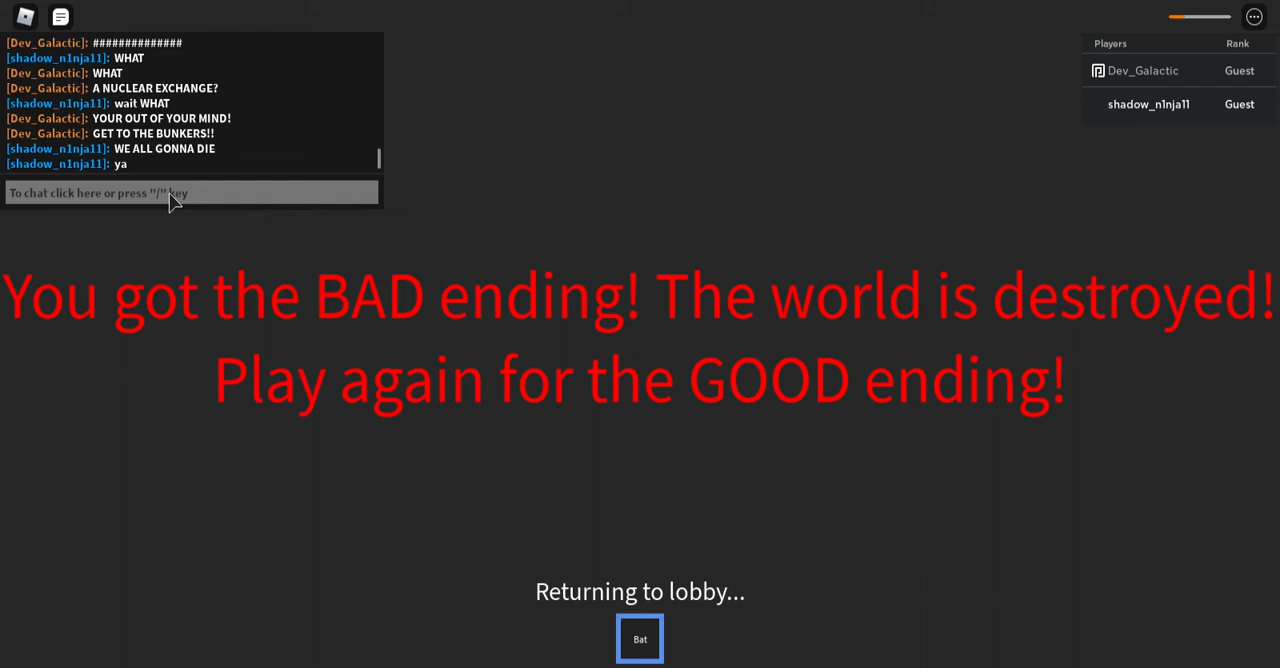 [Dev_Galactic]: ##############
[shadow_n1nja11]: WHAT
[Dev_Galactic]: WHAT
[Dev_Galactic]: A NUCLEAR EXCHANGE?
[shadow_n1nja11]: wait WHAT
[Dev_Galactic]: YOUR OUT OF YOUR MIND!
[Dev_Galactic]: GET TO THE BUNKERS!!
[shadow_n1nja11]: WE ALL GONNA DIE
[shadow_n1nja11]: ya
To chat click here or press "/" key
Players Rank
Dev_Galactic Guest
shadow_n1nja11 Guest
You got the BAD ending! The world is destroyed!
Play again for the GOOD ending!
Returning to lobby...
Bat